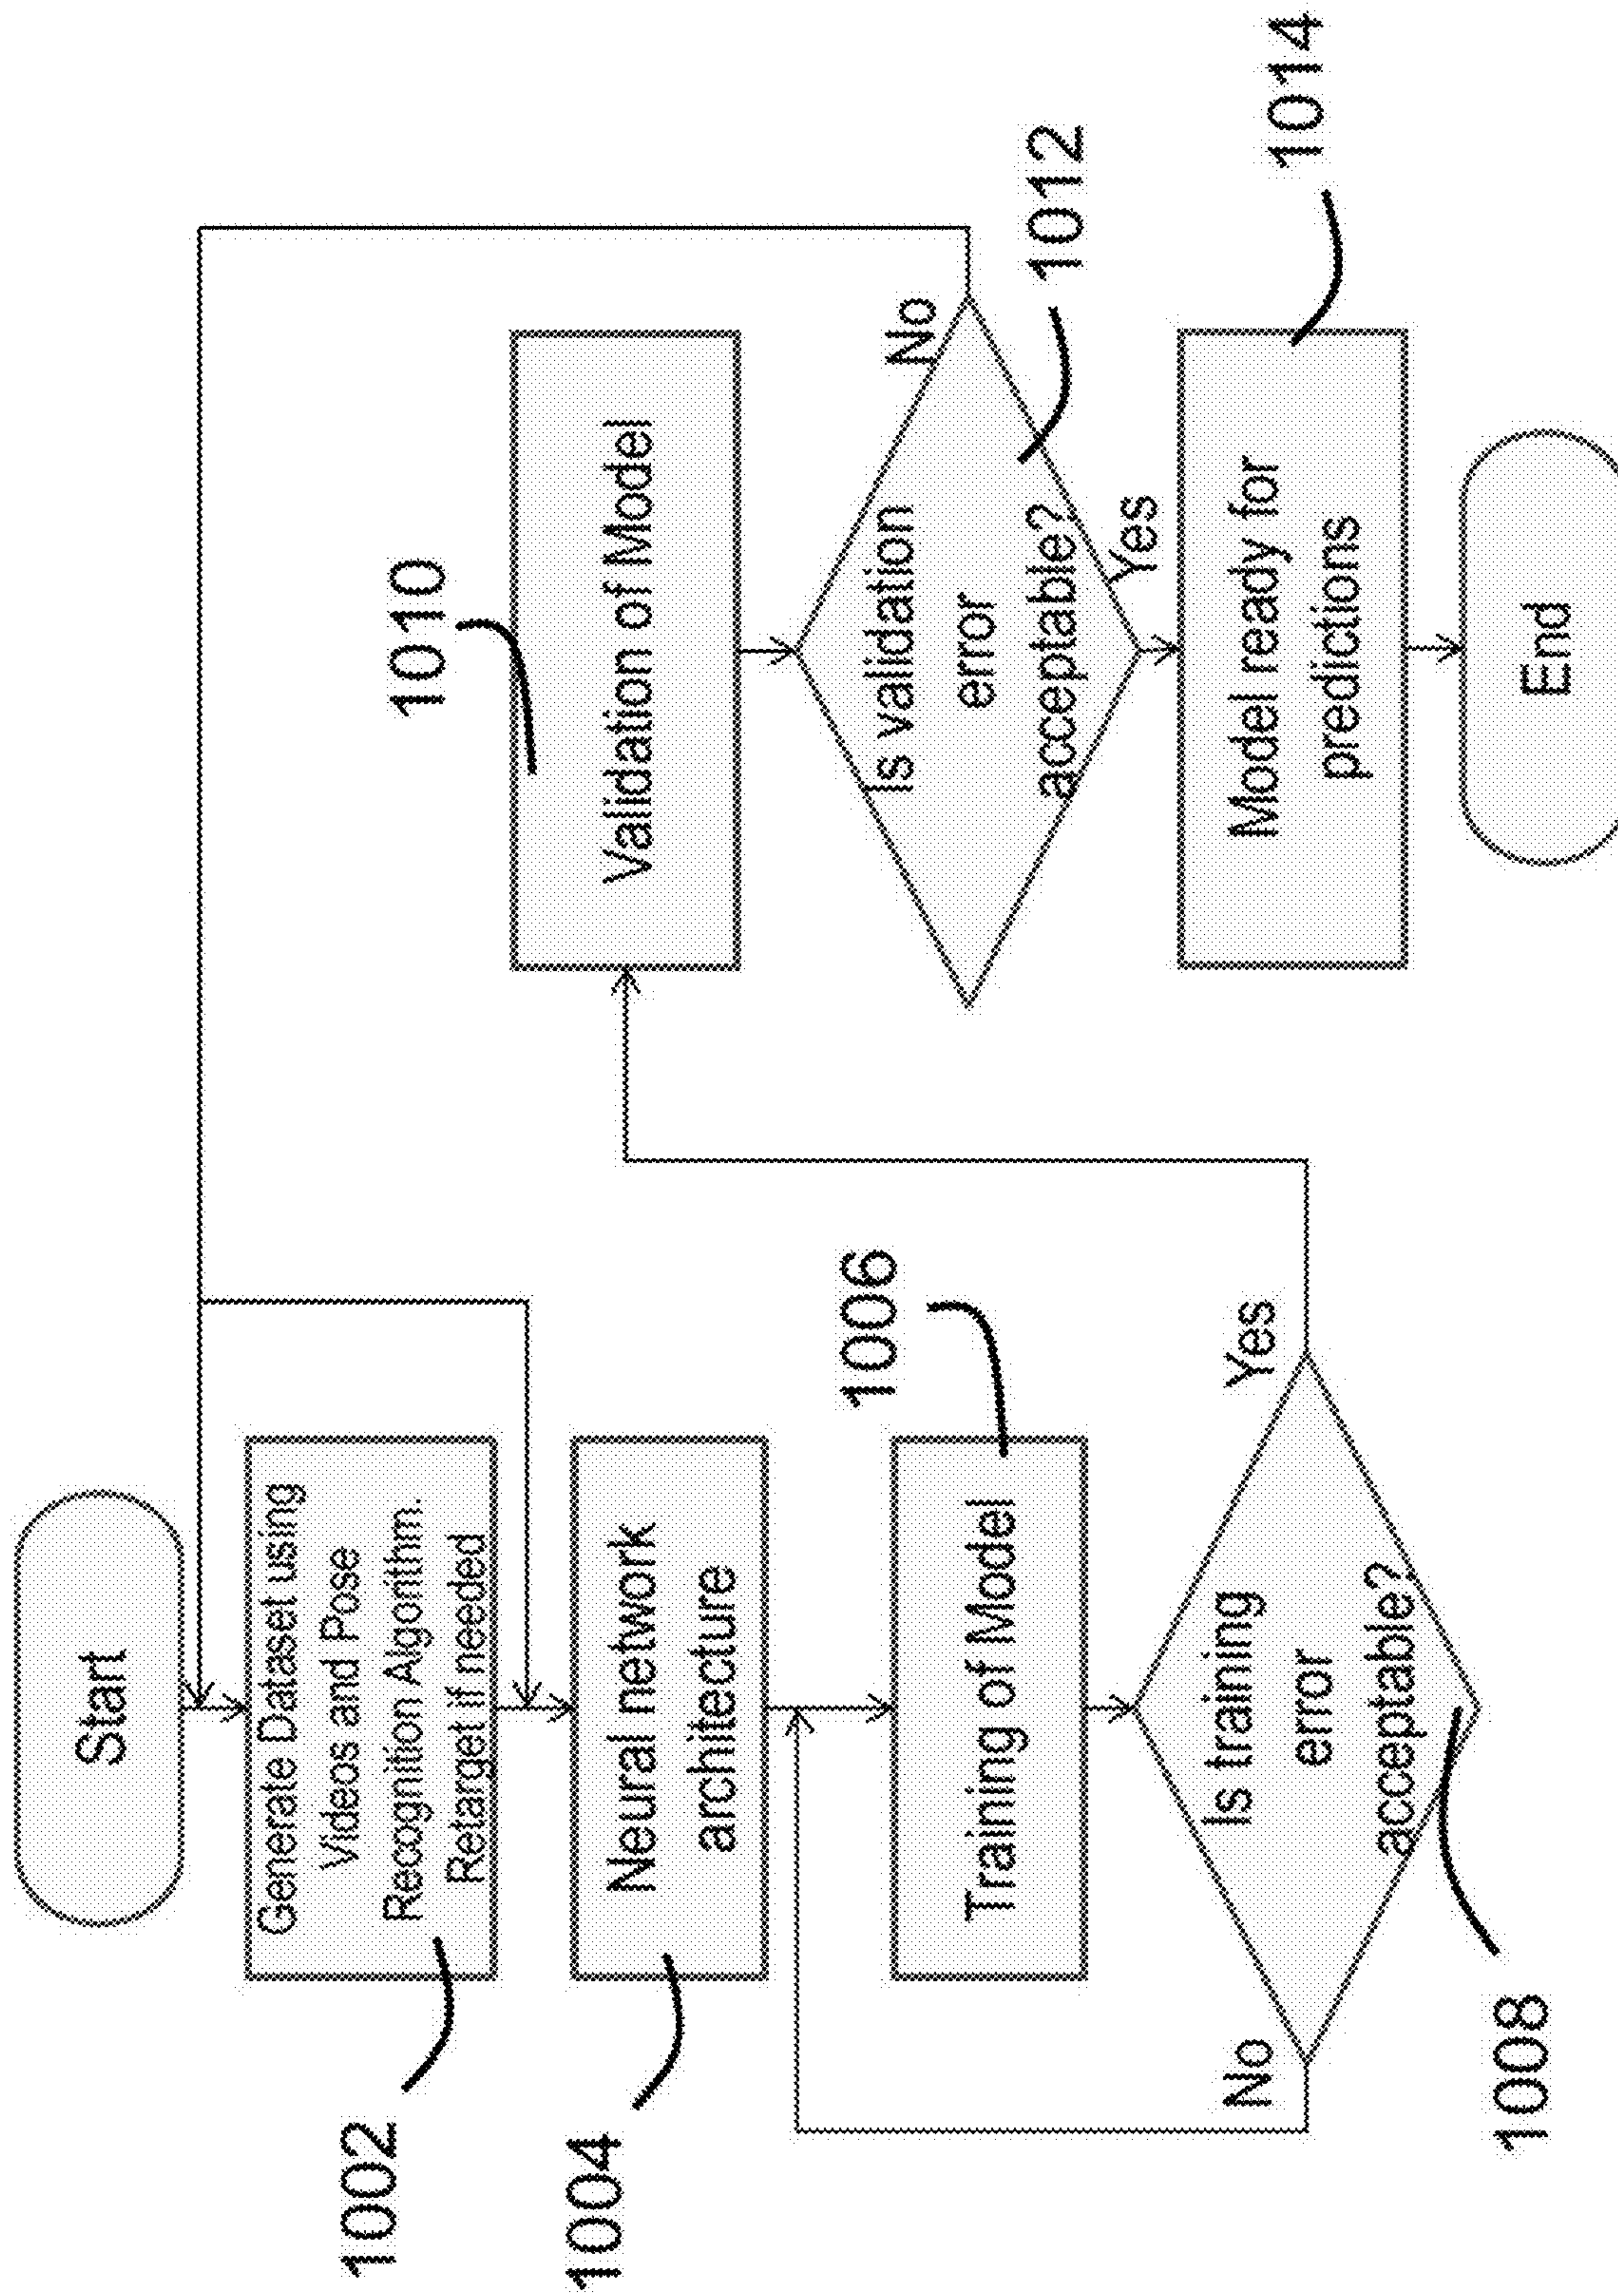 Start
1002
Generate Dataset using
Videos and Pose
Recognition Algorithm.
Retarget if needed
1004
Neural network
architecture
1006
Training of Model
Is training
error
acceptable?
No
Yes
1008
1010
Validation of Model
Is validation
error
acceptable?
No
Yes
1012
Model ready for
predictions
1014
End